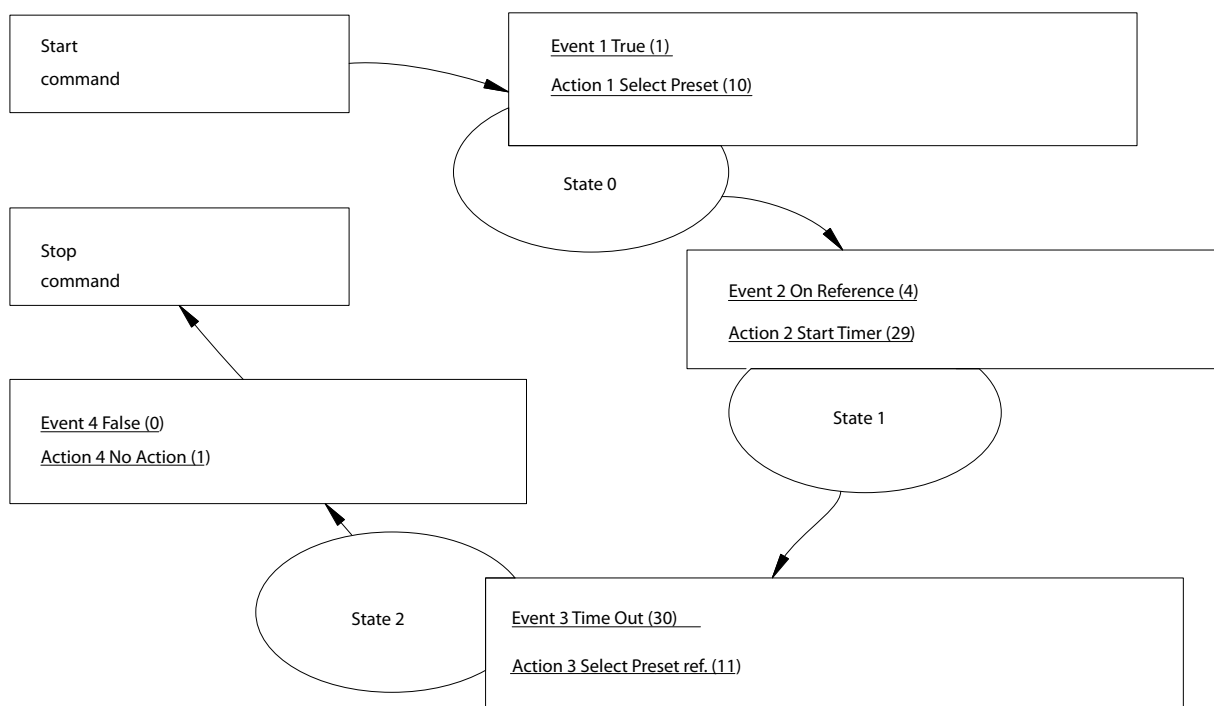 Start
command
Event 1 True (1)
Action 1 Select Preset (10)
State 0
Stop
command
Event 2 On Reference (4)
Action 2 Start Timer (29)
State 1
Event 4 False (0)
Action 4 No Action (1)
State 2
Event 3 Time Out (30)
Action 3 Select Preset ref. (11)